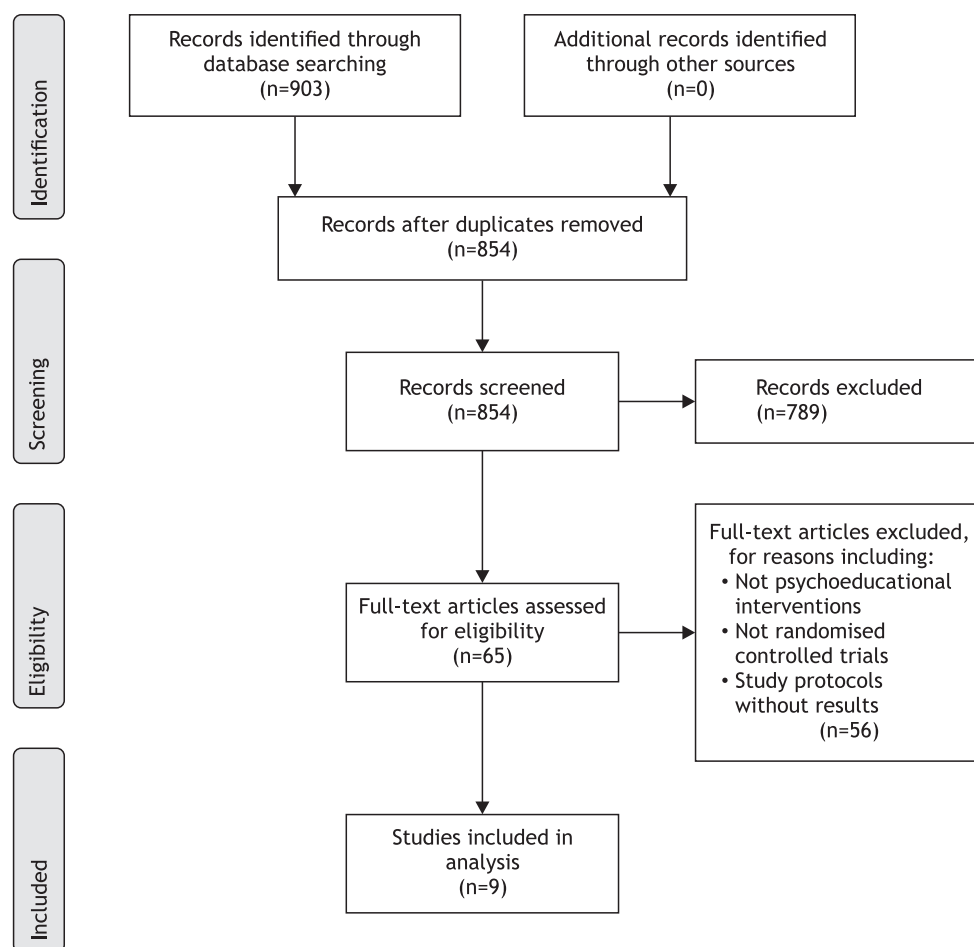 Identification
Records identified through
database searching
(n=903)
Additional records identified
through other sources
(n=0)
Records after duplicates removed
(n=854)
Screening
Records screened
(n=854)
Records excluded
(n=789)
Eligibility
Full-text articles assessed
for eligibility
(n=65)
Full-text articles excluded,
for reasons including:
• Not psychoeducational
interventions
• Not randomised
controlled trials
• Study protocols
without results
(n=56)
Included
Studies included in
analysis
(n=9)